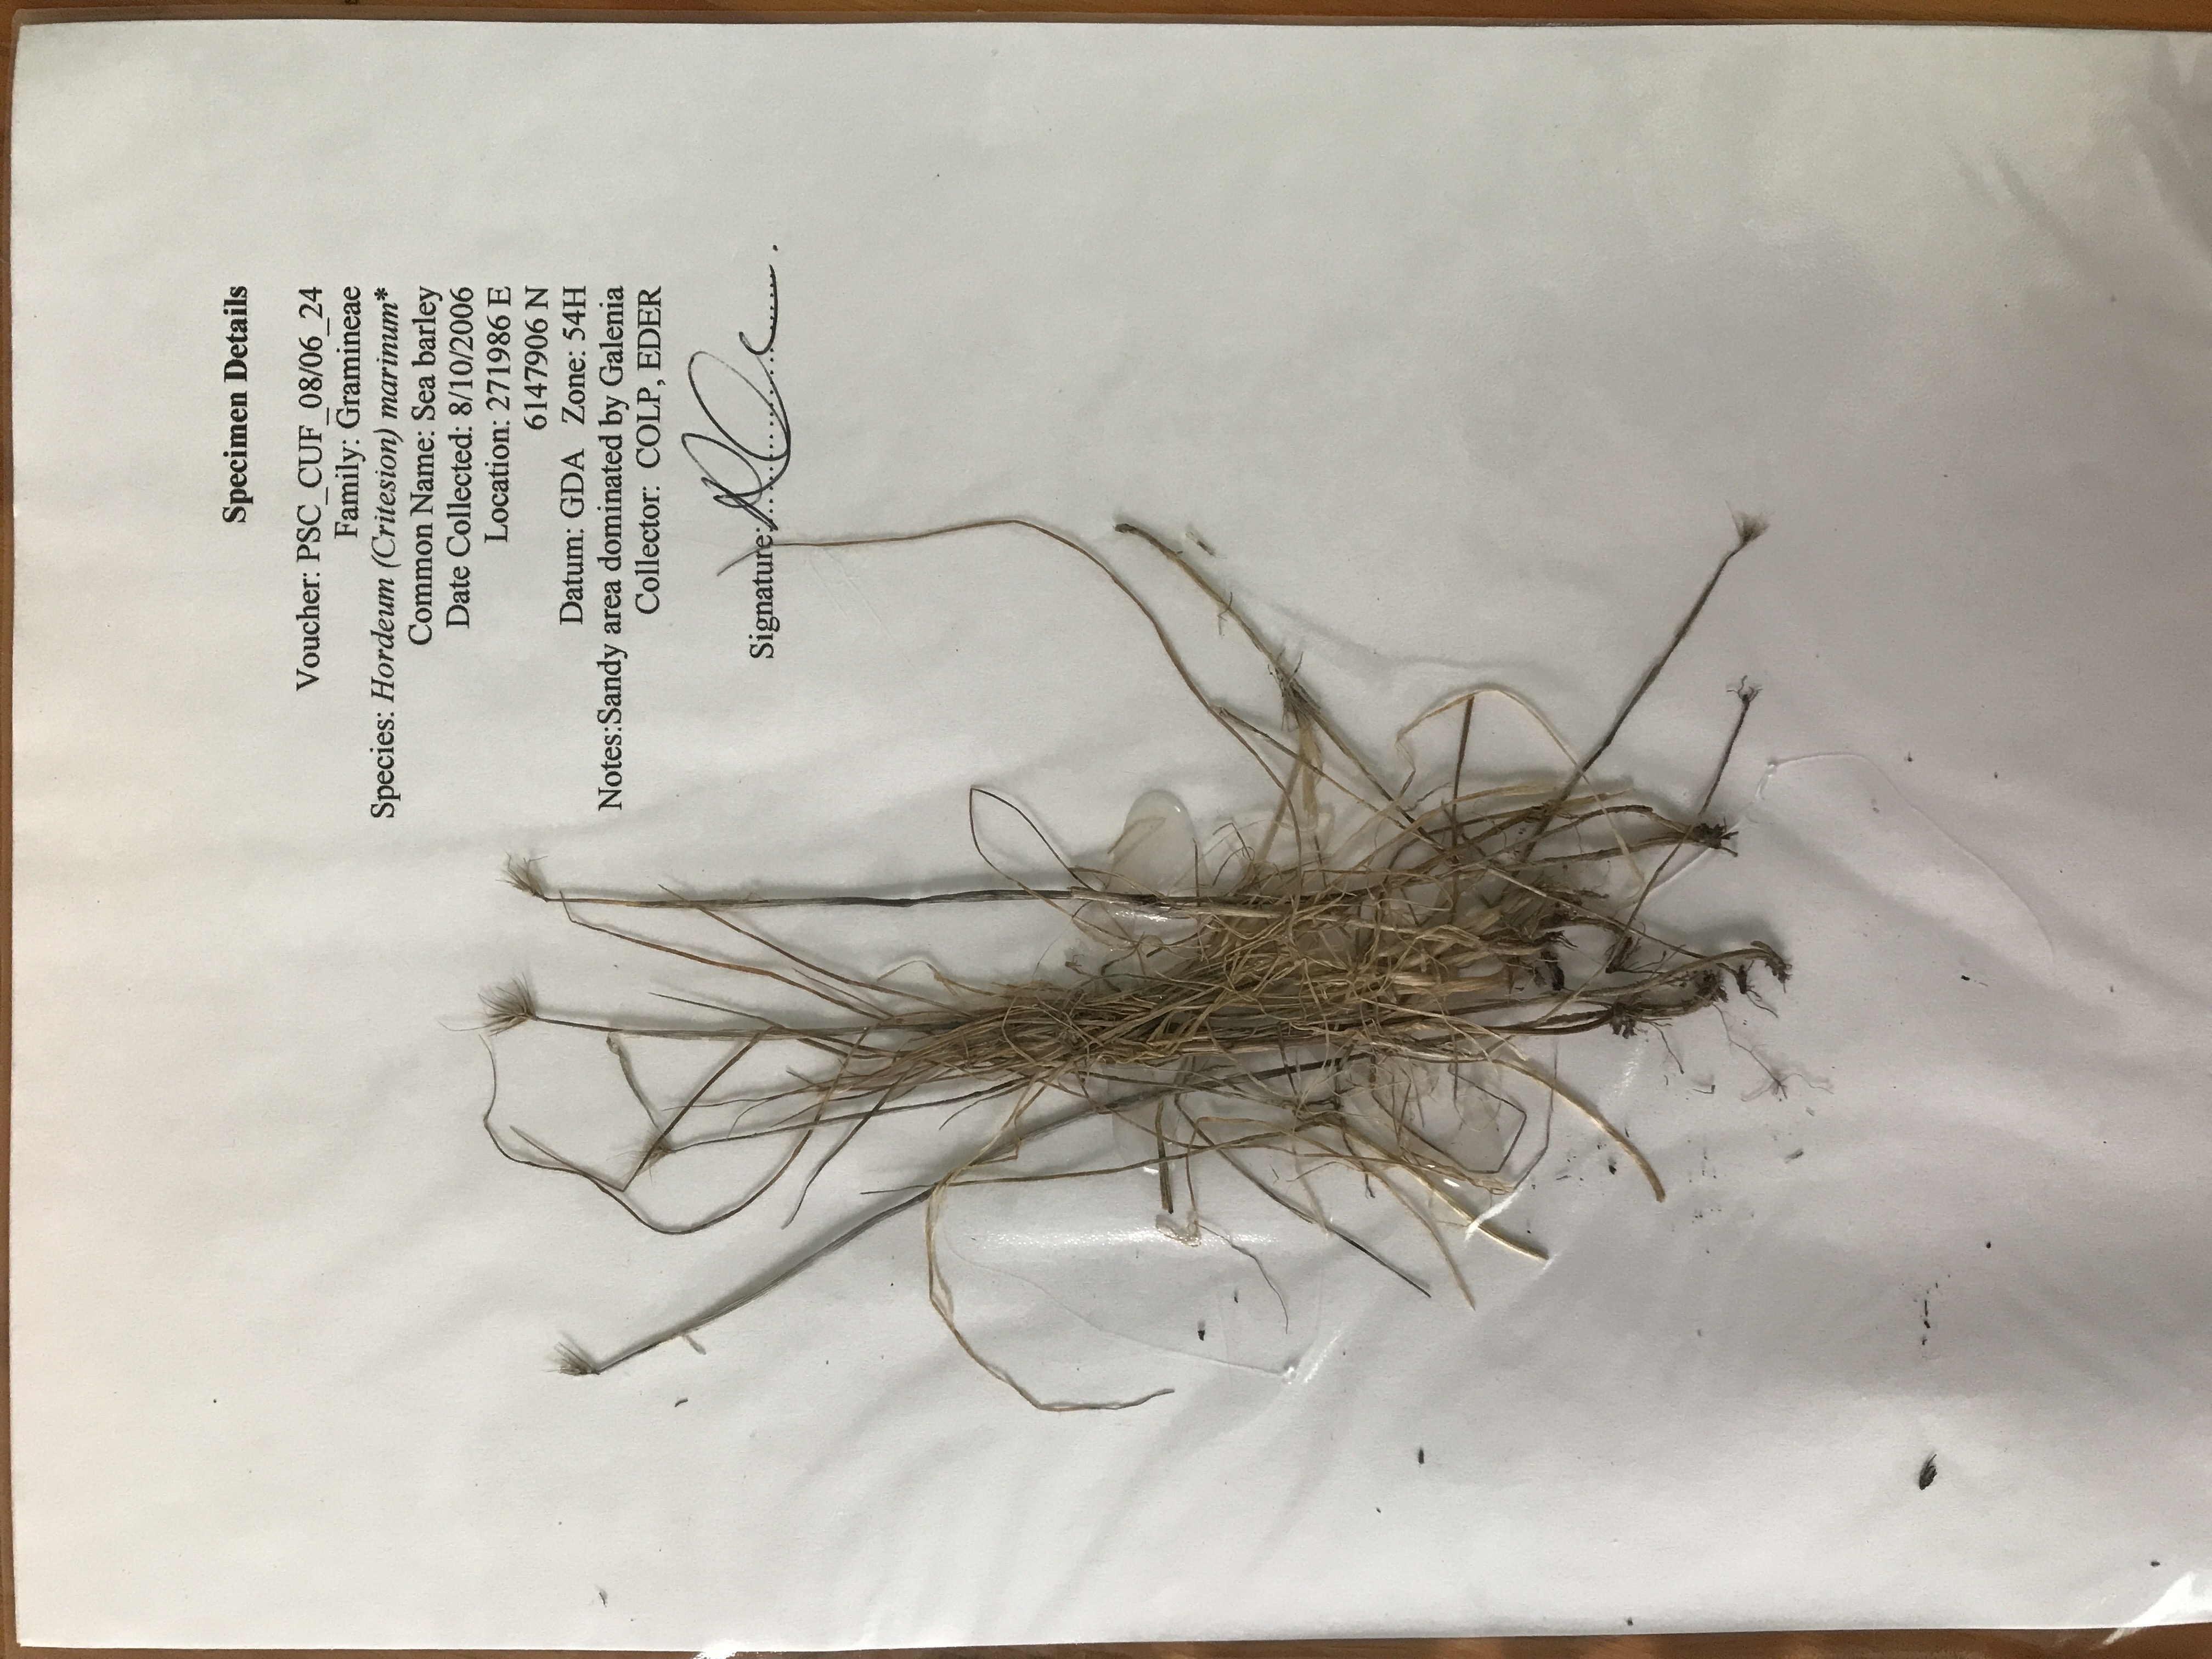 Specimen Details
Voucher: PSC_CUF_08/06_24
Family: Gramineae
Species: Hordeum (Critesion) marinum*
Common Name: Sea barley
Date Collected: 8/10/2006
Location: 271986 E
6147906 N
Datum: GDA Zone: 54H
Notes:Sandy area dominated by Galenia
Collector: COLP, EDER
Signature: